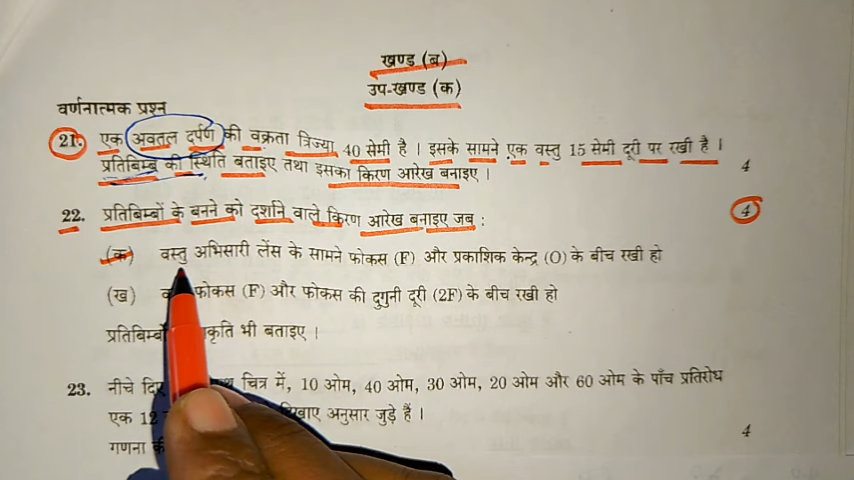 खण्ड (ब)
उप-खण्ड (क)
वर्णनात्मक प्रश्न
21. एक अवतल दर्पण की वक्रता त्रिज्या 40 सेमी है । इसके सामने एक वस्तु 15 सेमी दूरी पर रखी है ।
प्रतिबिम्ब की स्थिति बताइए तथा इसका किरण आरेख बनाइए । 4
22. प्रतिबिम्बों के बनने को दर्शाने वाले किरण आरेख बनाइए जब : 4
(क) वस्तु अभिसारी लेंस के सामने फोकस (F) और प्रकाशिक केन्द्र (O) के बीच रखी हो
(ख) फोकस (F) और फोकस की दुगुनी दूरी (2F) के बीच रखी हो
भी बताइए ।
23. नीचे चित्र में, 10 ओम, 40 ओम, 30 ओम, 20 ओम और 60 ओम के पाँच प्रतिरोध
एक 12 अनुसार जुड़े हैं ।
गणना 4